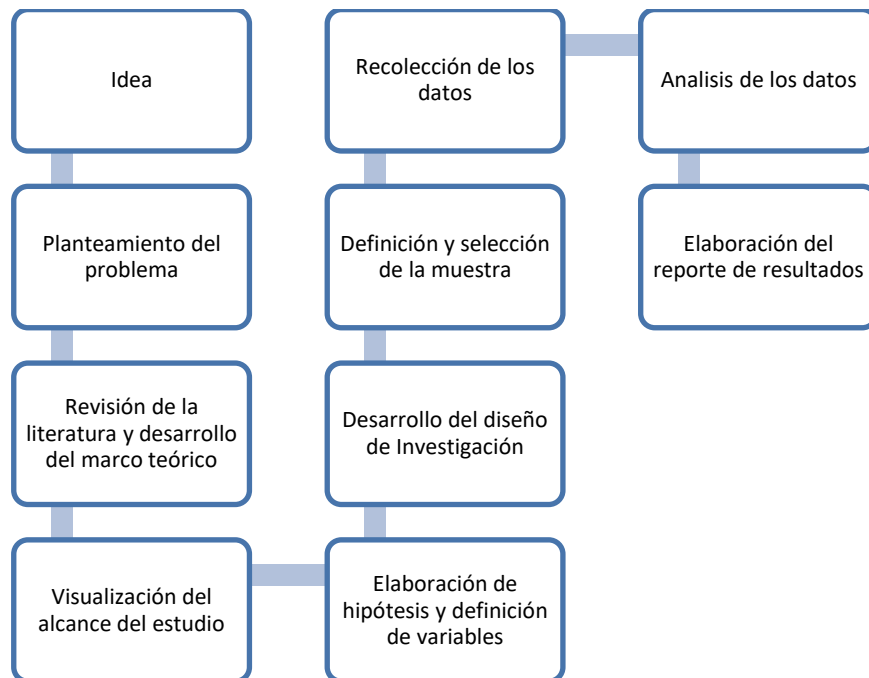 Idea
Planteamiento del
problema
Revisión de la
literatura y desarrollo
del marco teórico
Visualización del
alcance del estudio
Elaboración de
hipótesis y definición
de variables
Desarrollo del diseño
de Investigación
Definición y selección
de la muestra
Recolección de los
datos
Analisis de los datos
Elaboración del
reporte de resultados